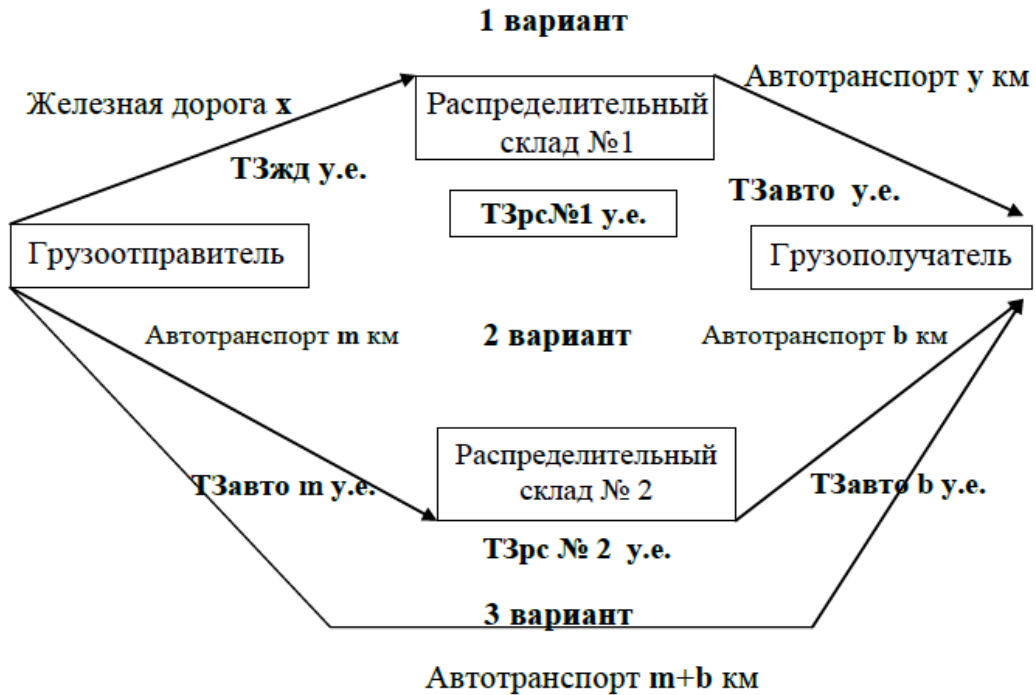 1 вариант
Железная дорога x
Автотранспорт y км
Распределительный
склад №1
ТЗжд у.е.
ТЗавто у.е.
ТЗрс№1 у.е.
Грузоотправитель
Грузополучатель
Автотранспорт m км
2 вариант
Автотранспорт b км
Распределительный
склад № 2
ТЗавто m у.е.
ТЗавто b у.е.
ТЗрс № 2 у.е.
3 вариант
Автотранспорт m+b км